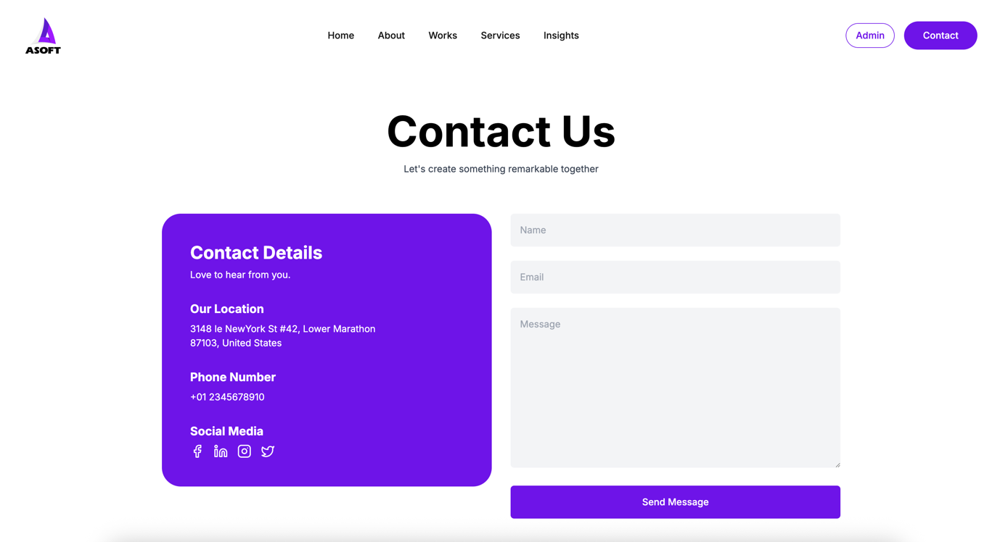 ASOFT
Home About Works Services Insights
Admin Contact
Contact Us
Let's create something remarkable together
Contact Details
Love to hear from you.
Our Location
3148 le NewYork St #42, Lower Marathon
87103, United States
Phone Number
+01 2345678910
Social Media
Name
Email
Message
Send Message